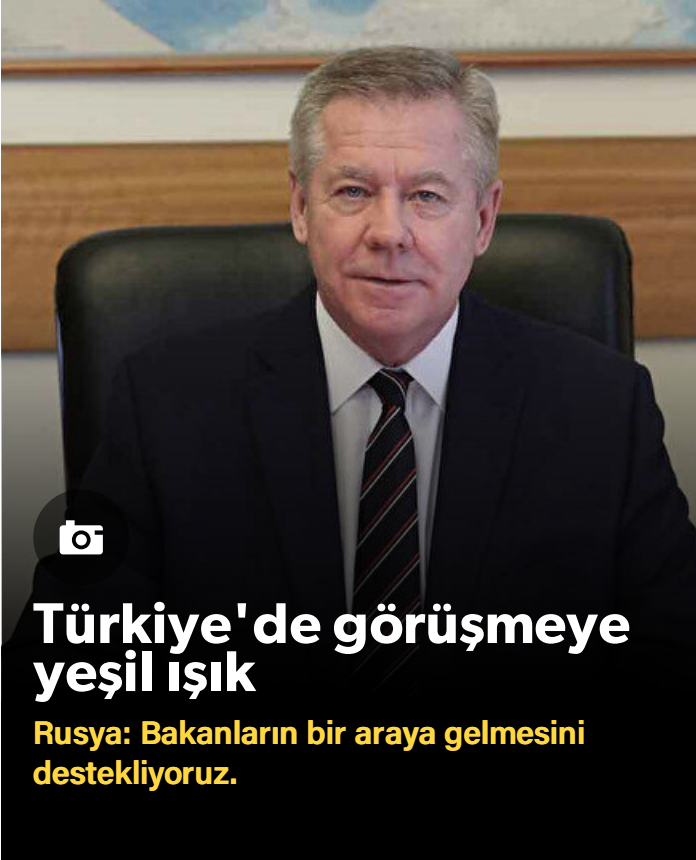 Türkiye'de görüşmeye
yeşil ışık
Rusya: Bakanların bir araya gelmesini
destekliyoruz.